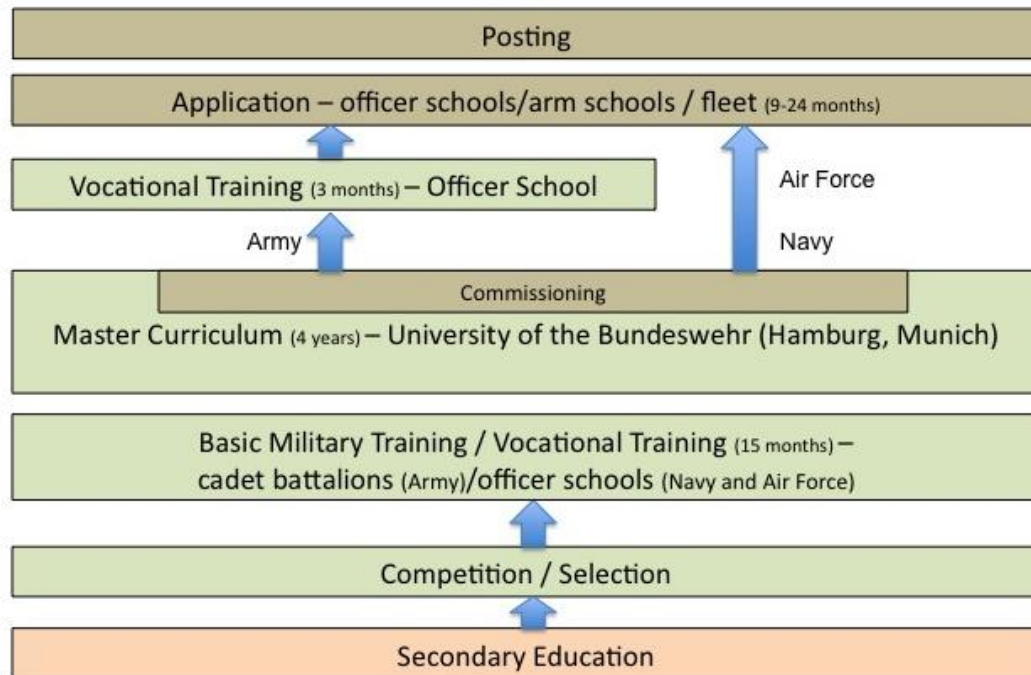 Posting
Application – officer schools/arm schools / fleet (9-24 months)
Vocational Training (3 months) – Officer School
Air Force
Army
Navy
Commissioning
Master Curriculum (4 years) – University of the Bundeswehr (Hamburg, Munich)
Basic Military Training / Vocational Training (15 months) –
cadet battalions (Army)/officer schools (Navy and Air Force)
Competition / Selection
Secondary Education